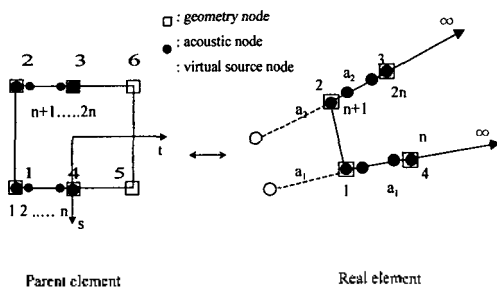 : geometry node
: acoustic node
: virtual source node
2 3 6
n+1.....2n
t
1 4 5
1 2 ..... n
s
∞
3
a₂
2
2n
n+1
a₂
n
∞
a₁
1
a₁
4
Parent element
Real element